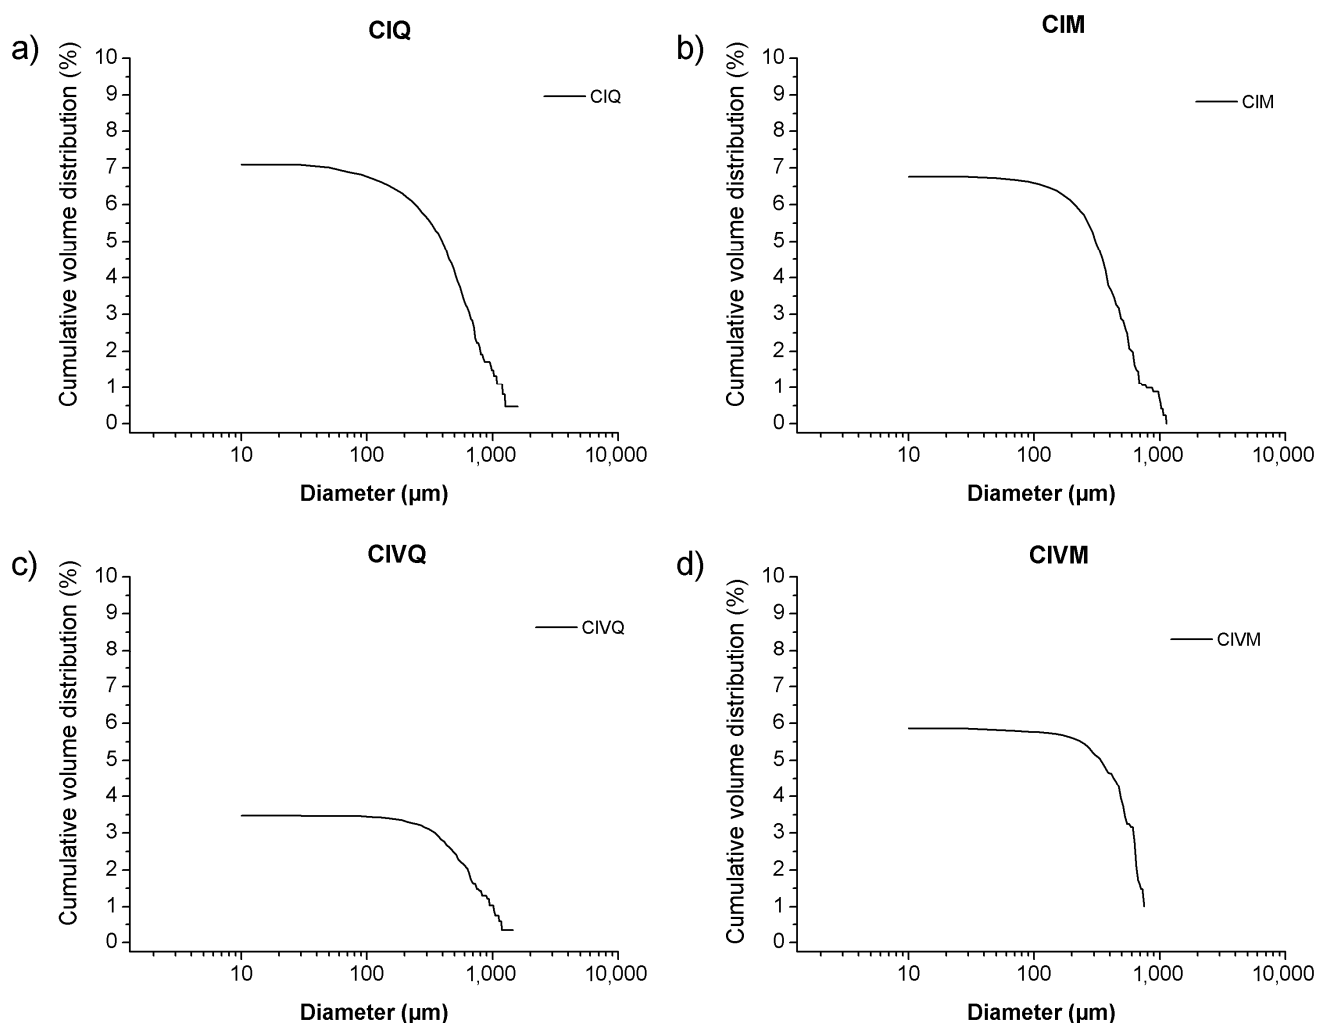 a)
CIQ
Cumulative volume distribution (%)
10
9
8
7
6
5
4
3
2
1
0
CIQ
10 100 1,000 10,000
Diameter (µm)
b)
CIM
Cumulative volume distribution (%)
10
9
8
7
6
5
4
3
2
1
0
CIM
10 100 1,000 10,000
Diameter (µm)
c)
CIVQ
Cumulative volume distribution (%)
10
9
8
7
6
5
4
3
2
1
0
CIVQ
10 100 1,000 10,000
Diameter (µm)
d)
CIVM
Cumulative volume distribution (%)
10
9
8
7
6
5
4
3
2
1
0
CIVM
10 100 1,000 10,000
Diameter (µm)